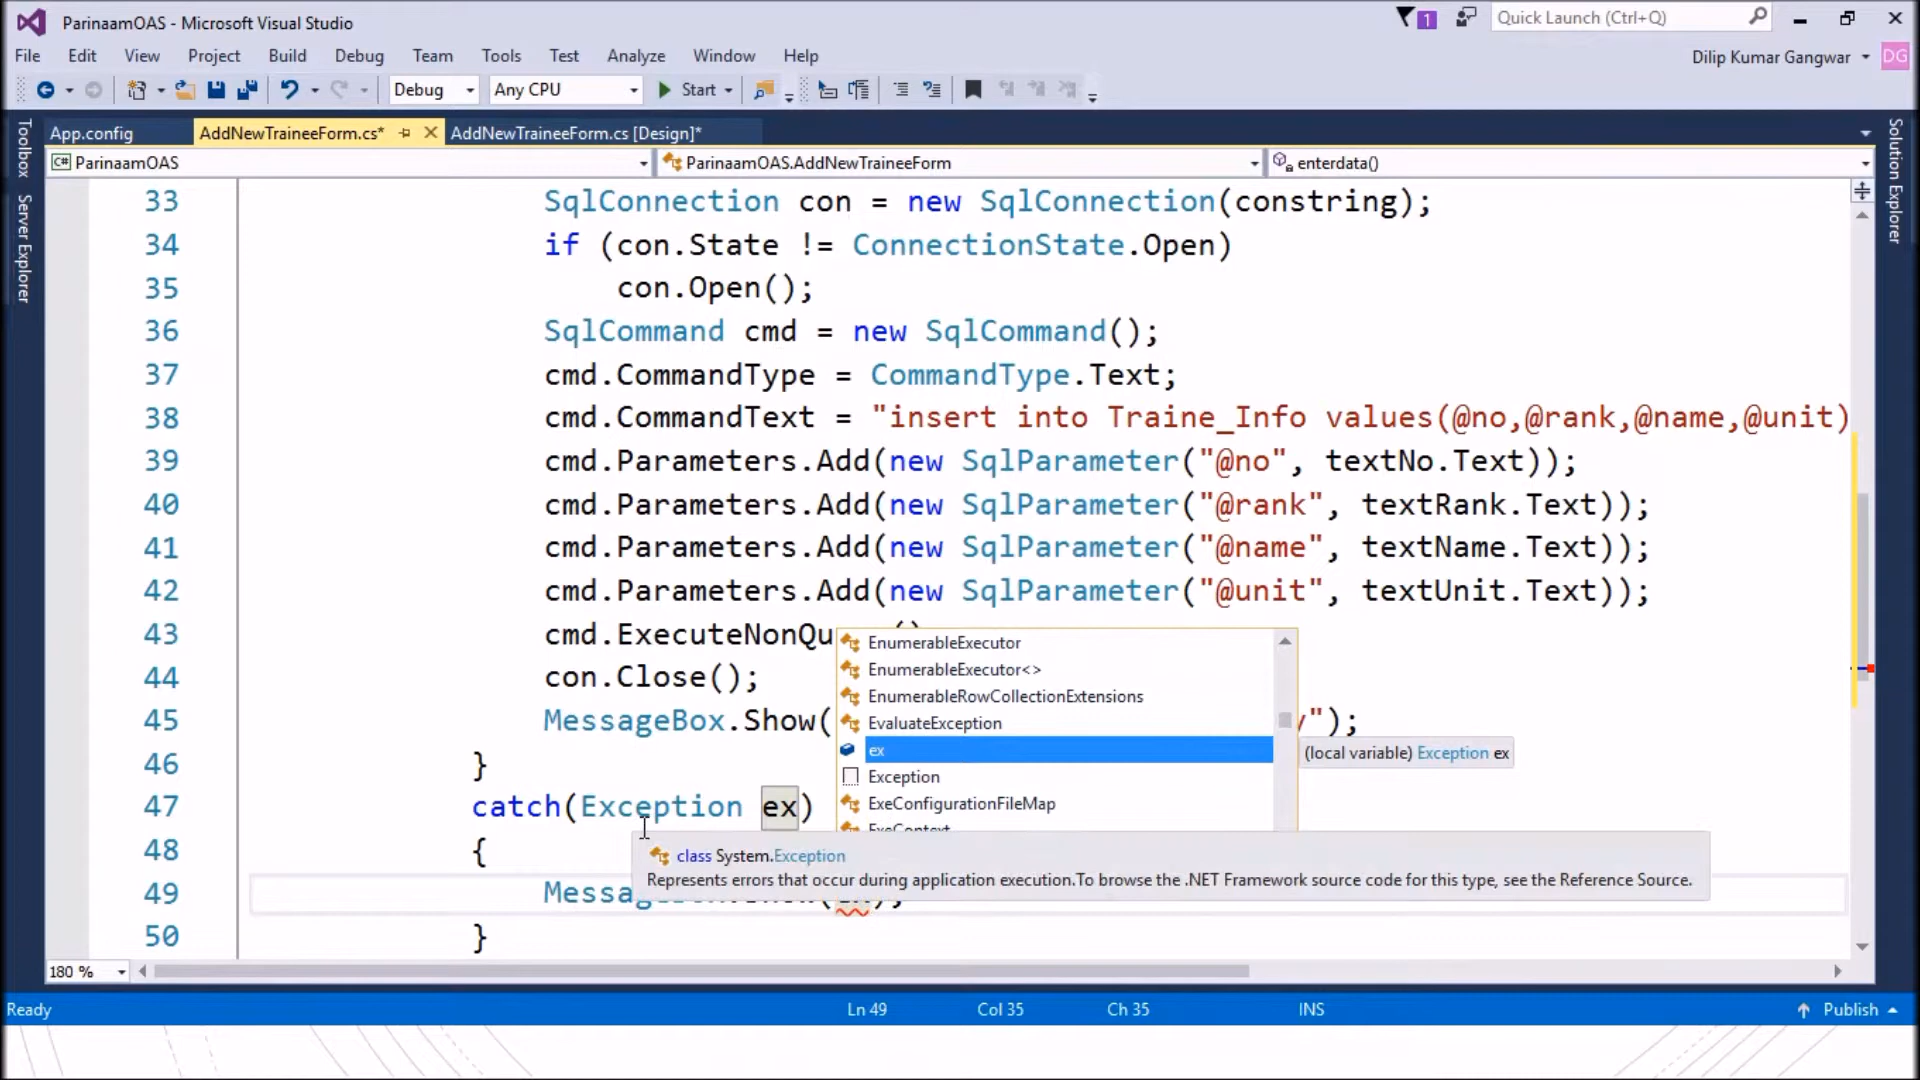 ParinaamOAS - Microsoft Visual Studio
1
Quick Launch (Ctrl+Q)
File Edit View Project Build Debug Team Tools Test Analyze Window Help
Dilip Kumar Gangwar DG
Debug Any CPU Start
Toolbox
Server Explorer
Solution Explorer
App.config AddNewTraineeForm.cs* AddNewTraineeForm.cs [Design]*
C# ParinaamOAS ParinaamOAS.AddNewTraineeForm enterdata()
33 SqlConnection con = new SqlConnection(constring);
34 if (con.State != ConnectionState.Open)
35 con.Open();
36 SqlCommand cmd = new SqlCommand();
37 cmd.CommandType = CommandType.Text;
38 cmd.CommandText = "insert into Traine_Info values(@no,@rank,@name,@unit)
39 cmd.Parameters.Add(new SqlParameter("@no", textNo.Text));
40 cmd.Parameters.Add(new SqlParameter("@rank", textRank.Text));
41 cmd.Parameters.Add(new SqlParameter("@name", textName.Text));
42 cmd.Parameters.Add(new SqlParameter("@unit", textUnit.Text));
43 cmd.ExecuteNonQu
EnumerableExecutor
EnumerableExecutor<>
44 con.Close();
EnumerableRowCollectionExtensions
45 MessageBox.Show( ");
EvaluateException
ex
(local variable) Exception ex
46 }
Exception
ExeConfigurationFileMap
ExeContext
47 catch(Exception ex)
48 {
class System.Exception
Represents errors that occur during application execution.To browse the .NET Framework source code for this type, see the Reference Source.
49 Messag
50 }
180 %
Ready Ln 49 Col 35 Ch 35 INS Publish